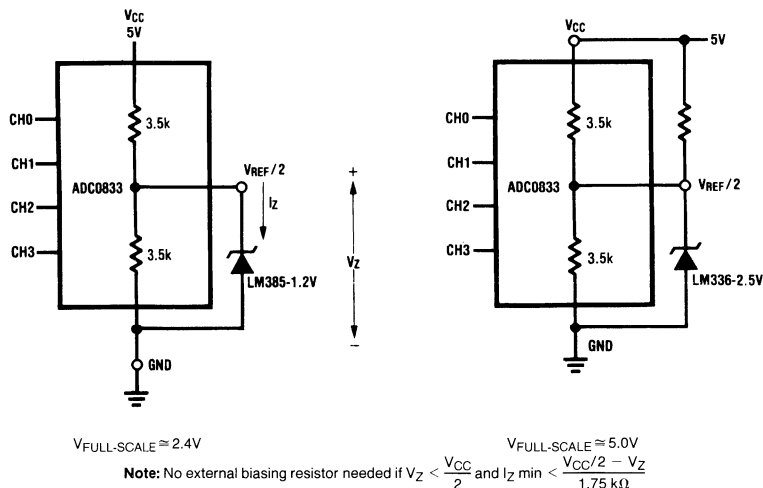 VCC
5V
CH0
CH1
CH2
CH3
3.5k
ADC0833
3.5k
VREF/2
IZ
LM385-1.2V
GND
+
VZ
−
VCC
5V
CH0
CH1
CH2
CH3
3.5k
ADC0833
3.5k
VREF/2
LM336-2.5V
GND
VFULL-SCALE ≅ 2.4V
VFULL-SCALE ≅ 5.0V
Note: No external biasing resistor needed if VZ < VCC/2 and IZ min < (VCC/2 − VZ)/1.75 kΩ